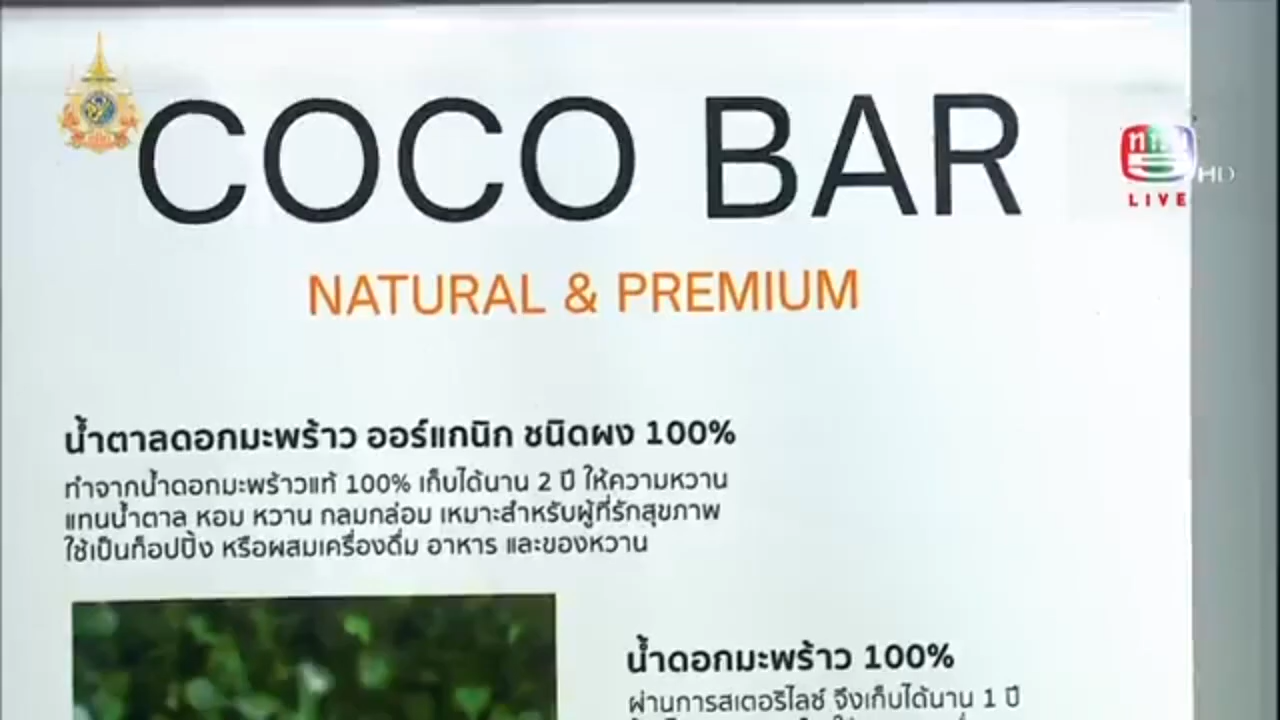 COCO BAR
NATURAL & PREMIUM
HD
LIVE
น้ำตาลดอกมะพร้าว ออร์แกนิก ชนิดผง 100%
ทำจากน้ำดอกมะพร้าวแท้ 100% เก็บได้นาน 2 ปี ให้ความหวาน
แทนน้ำตาล หอม หวาน กลมกล่อม เหมาะสำหรับผู้ที่รักสุขภาพ
ใช้เป็นท็อปปิ้ง หรือผสมเครื่องดื่ม อาหาร และของหวาน
น้ำดอกมะพร้าว 100%
ผ่านการสเตอริไลซ์ จึงเก็บได้นาน 1 ปี